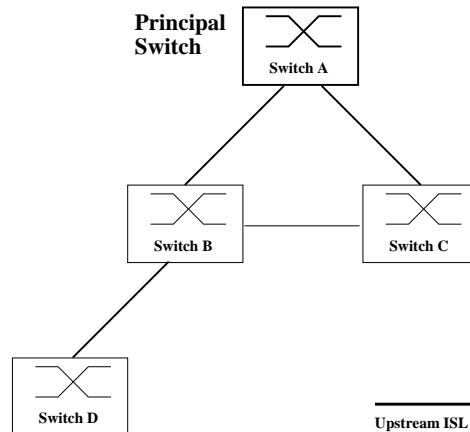 Principal
Switch
Switch A
Switch B
Switch C
Switch D
Upstream ISL